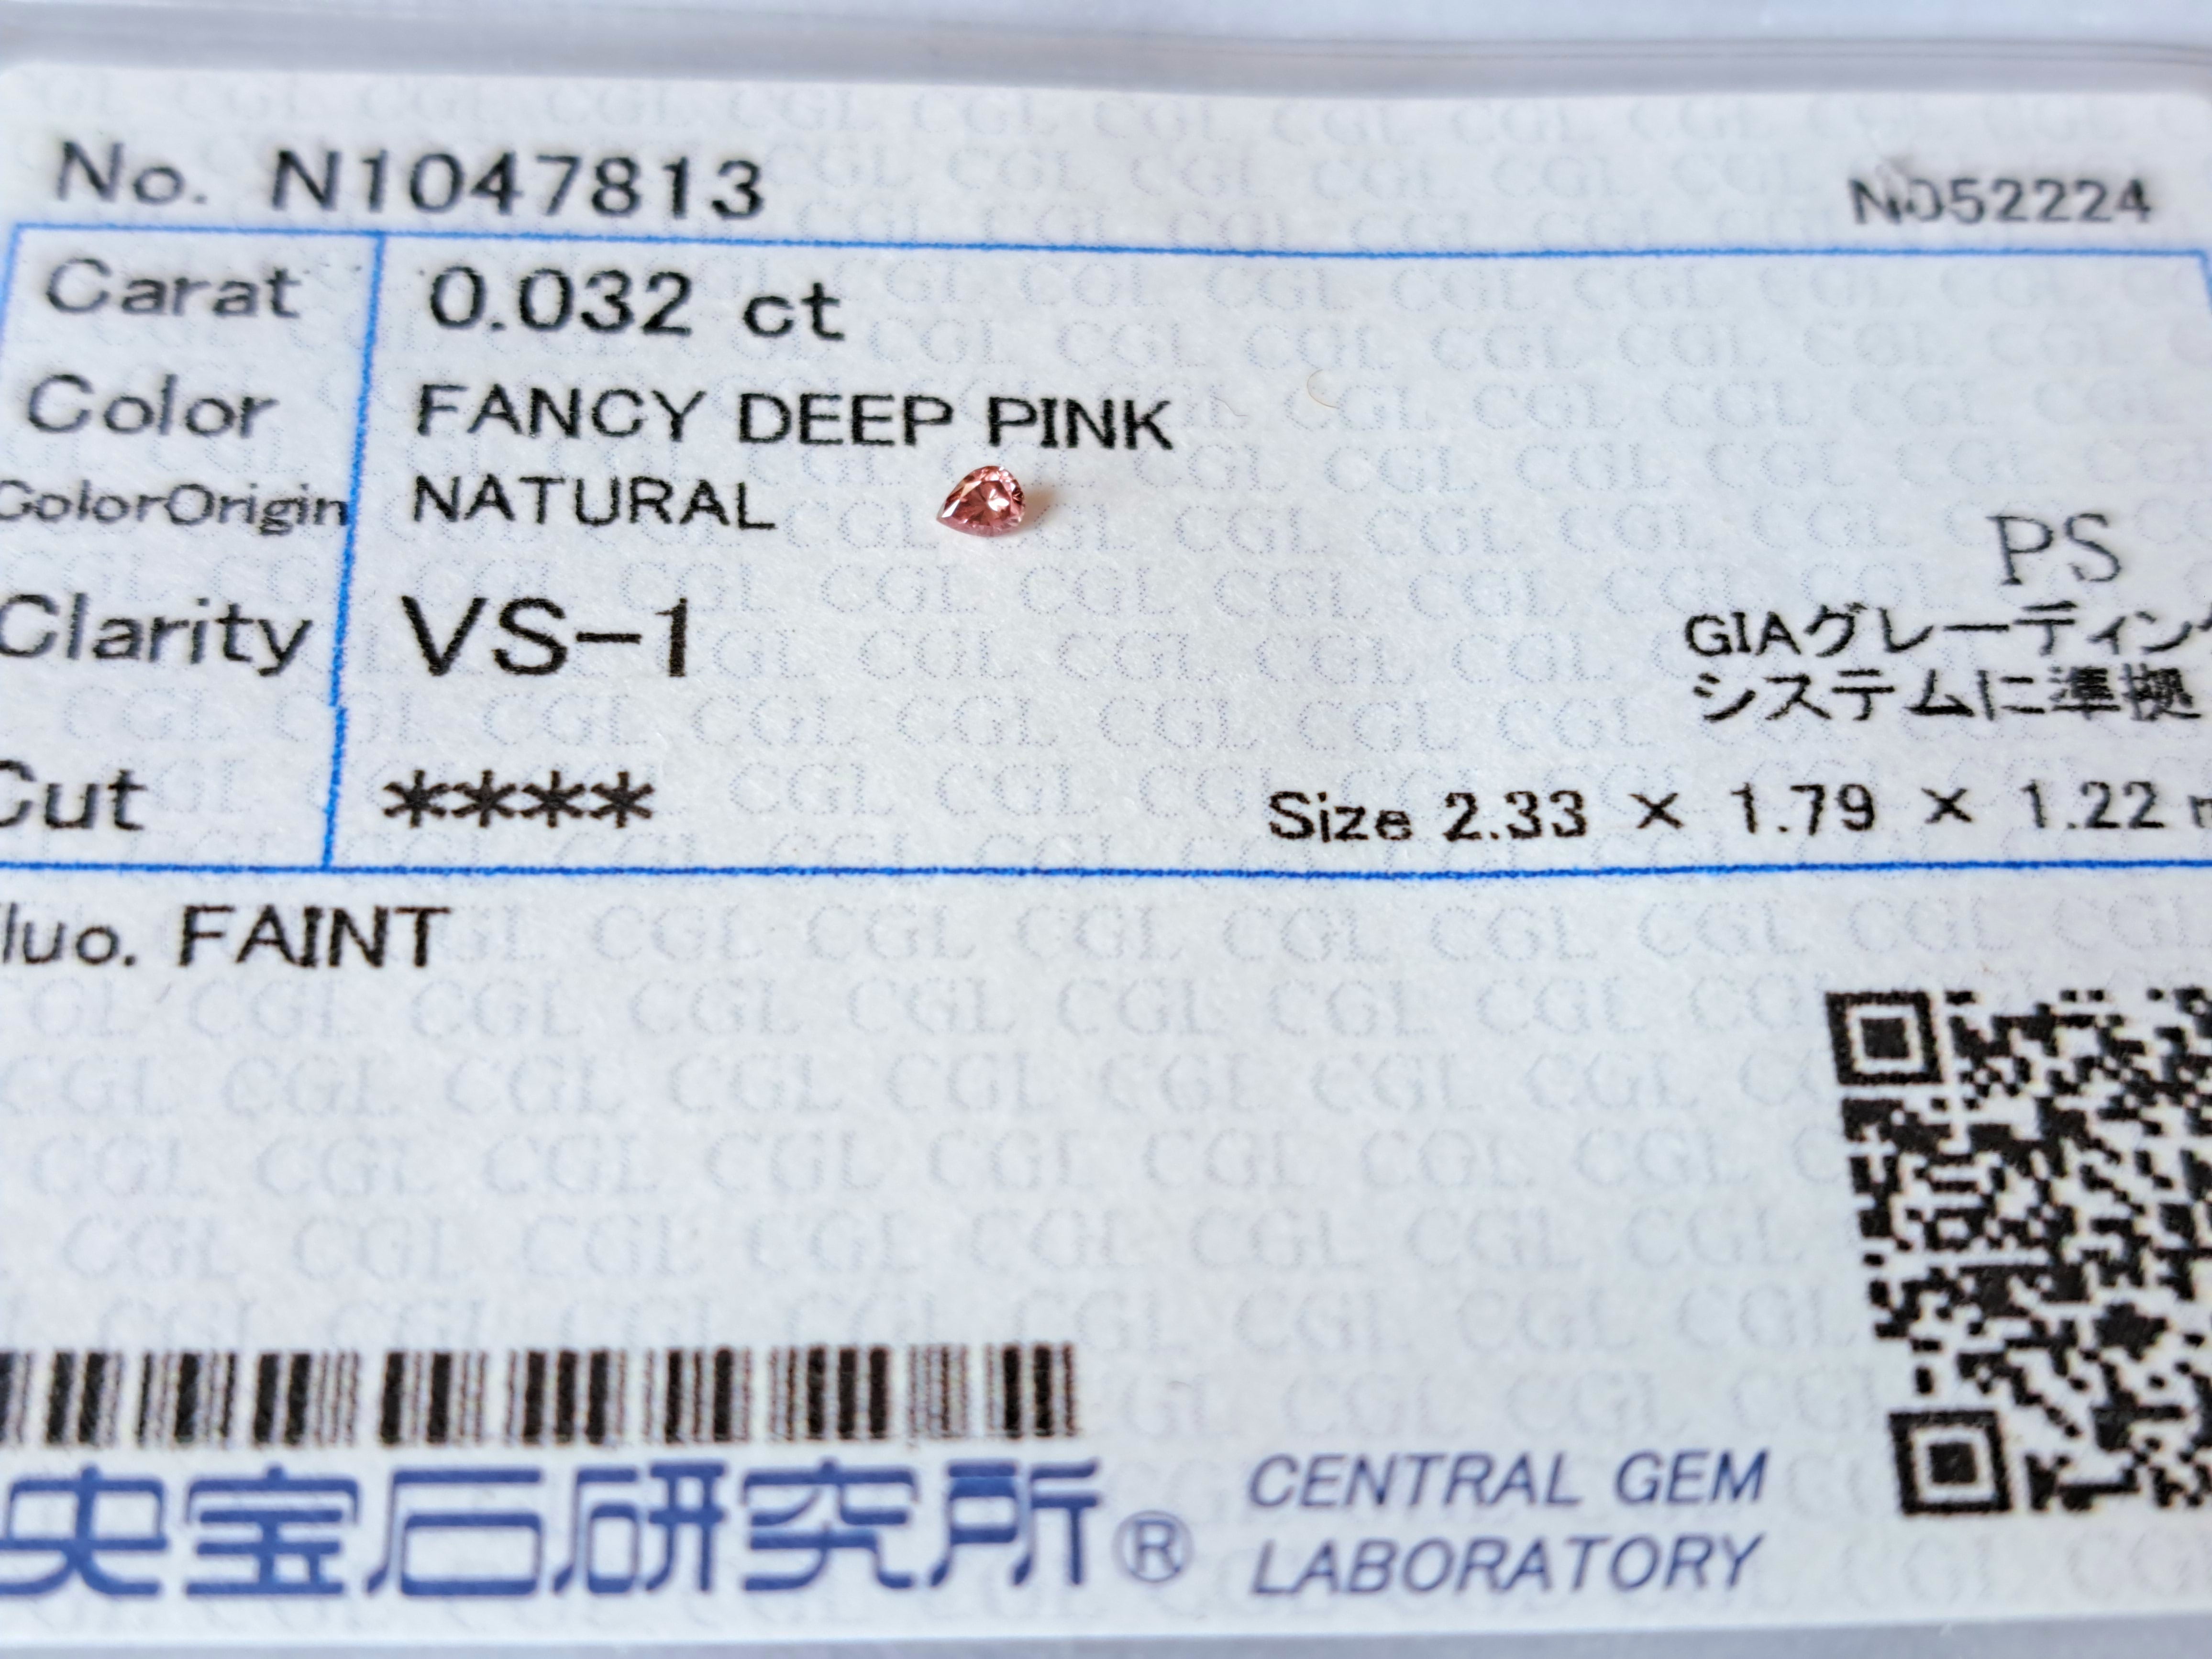 No. N1047813
N052224
Carat 0.032 ct
Color FANCY DEEP PINK
ColorOrigin NATURAL
PS
Clarity VS-1
GIAグレーディング
システムに準拠
Cut ****
Size 2.33 × 1.79 × 1.22
luo. FAINT
央宝石研究所®
CENTRAL GEM
LABORATORY